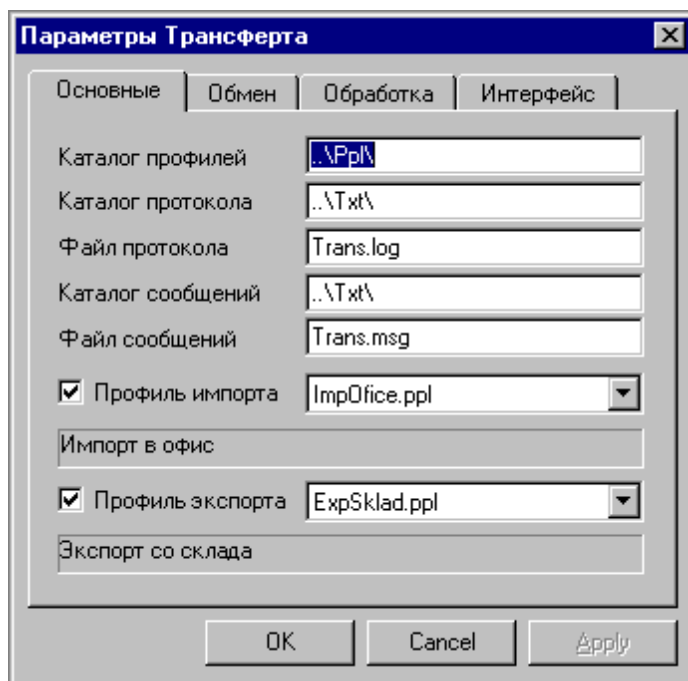 Параметры Трансферта
Основные Обмен Обработка Интерфейс
Каталог профилей ..\Ppl\
Каталог протокола ..\Txt\
Файл протокола Trans.log
Каталог сообщений ..\Txt\
Файл сообщений Trans.msg
Профиль импорта ImpOfice.ppl
Импорт в офис
Профиль экспорта ExpSklad.ppl
Экспорт со склада
OK Cancel Apply